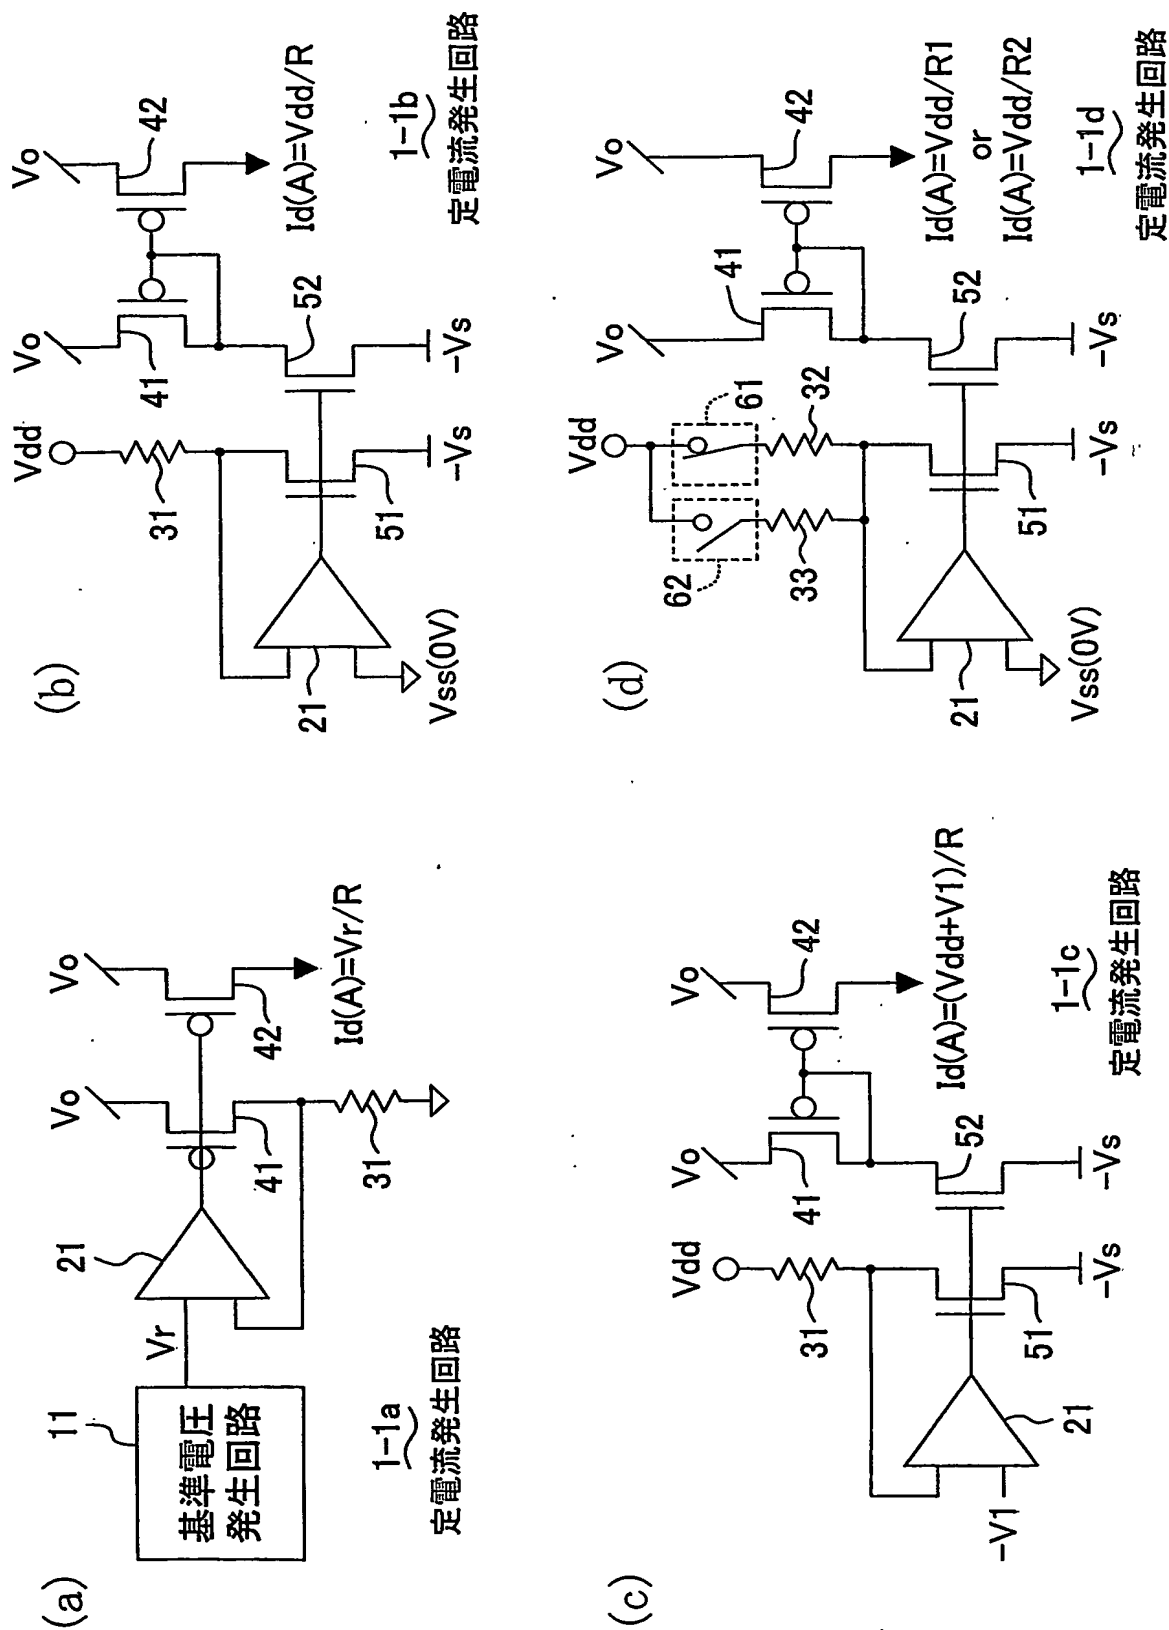 (a)
11
基準電圧
発生回路
Vr
21
Vo
Vo
41
42
31
Id(A)=Vr/R
1-1a
定電流発生回路
(b)
Vdd
Vo
Vo
31
41
42
52
51
21
-Vs
-Vs
Vss(0V)
Id(A)=Vdd/R
1-1b
定電流発生回路
(c)
Vdd
Vo
Vo
31
41
42
52
51
21
-V1
-Vs
-Vs
Id(A)=(Vdd+V1)/R
1-1c
定電流発生回路
(d)
Vdd
Vo
Vo
62
61
33
32
41
42
52
51
21
-Vs
-Vs
Vss(0V)
Id(A)=Vdd/R1
or
Id(A)=Vdd/R2
1-1d
定電流発生回路